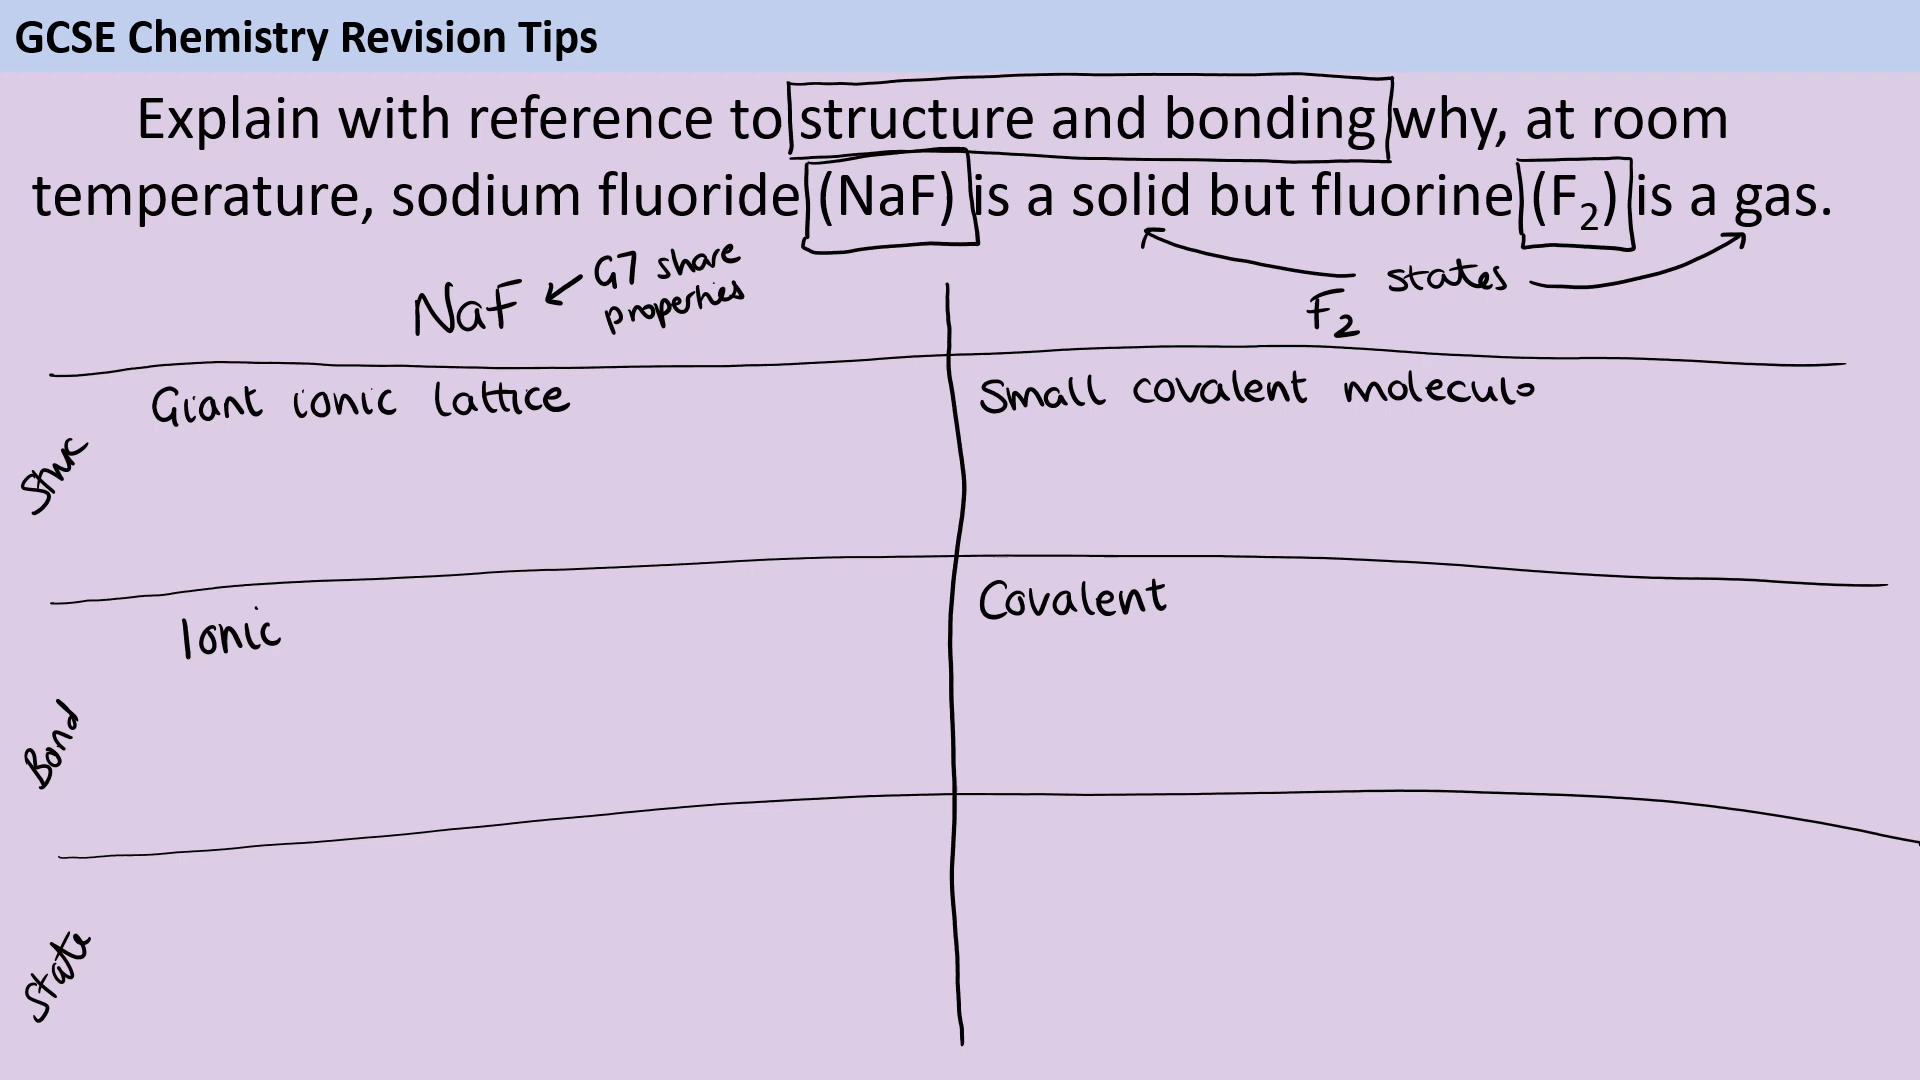 GCSE Chemistry Revision Tips
Explain with reference to structure and bonding why, at room
temperature, sodium fluoride (NaF) is a solid but fluorine (F₂) is a gas.
NaF
G7 share
properties
states
F₂
Struc
Giant ionic lattice
Small covalent molecul
Bond
Ionic
Covalent
State